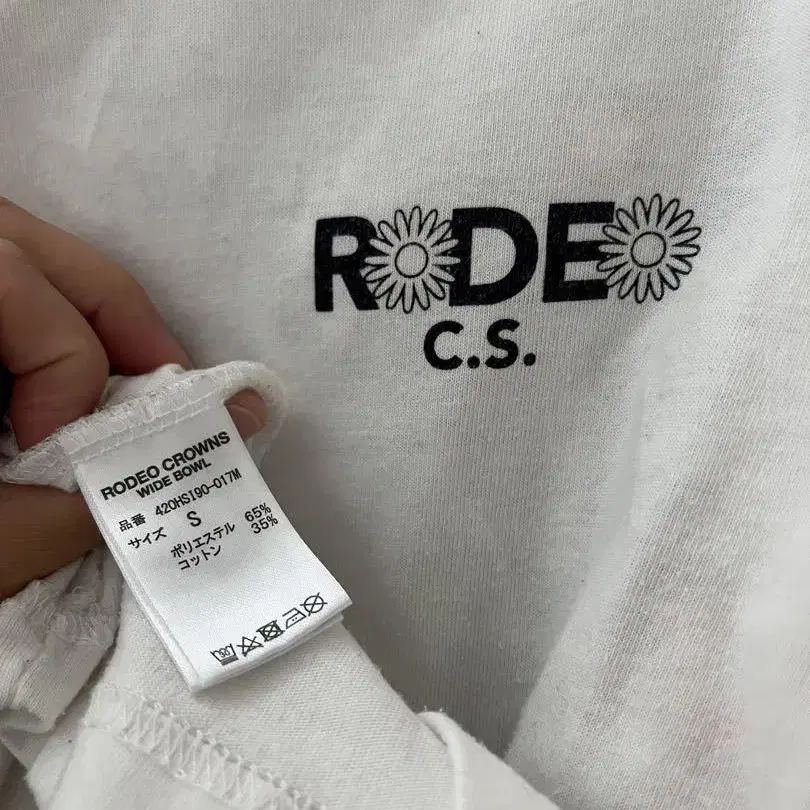 RODEO
C.S.
RODEO CROWNS
WIDE BOWL
品番 420HSI90-017M
サイズ S
ポリエステル 65%
コットン 35%